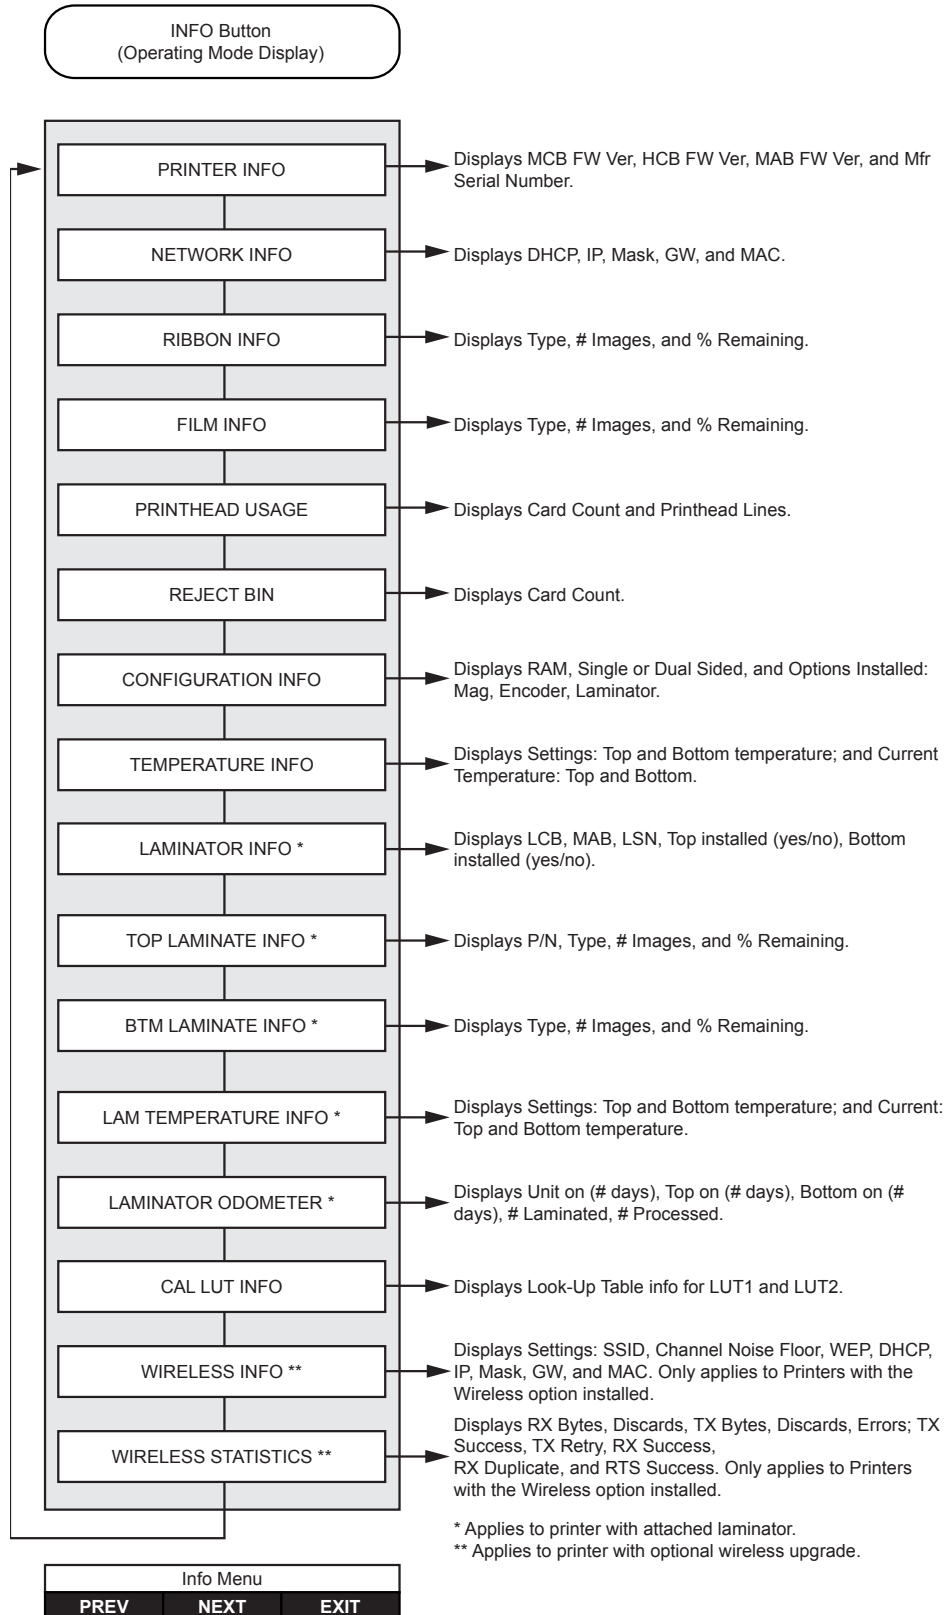 INFO Button
(Operating Mode Display)
PRINTER INFO
Displays MCB FW Ver, HCB FW Ver, MAB FW Ver, and Mfr
Serial Number.
NETWORK INFO
Displays DHCP, IP, Mask, GW, and MAC.
RIBBON INFO
Displays Type, # Images, and % Remaining.
FILM INFO
Displays Type, # Images, and % Remaining.
PRINTHEAD USAGE
Displays Card Count and Printhead Lines.
REJECT BIN
Displays Card Count.
CONFIGURATION INFO
Displays RAM, Single or Dual Sided, and Options Installed:
Mag, Encoder, Laminator.
TEMPERATURE INFO
Displays Settings: Top and Bottom temperature; and Current
Temperature: Top and Bottom.
LAMINATOR INFO *
Displays LCB, MAB, LSN, Top installed (yes/no), Bottom
installed (yes/no).
TOP LAMINATE INFO *
Displays P/N, Type, # Images, and % Remaining.
BTM LAMINATE INFO *
Displays Type, # Images, and % Remaining.
LAM TEMPERATURE INFO *
Displays Settings: Top and Bottom temperature; and Current:
Top and Bottom temperature.
LAMINATOR ODOMETER *
Displays Unit on (# days), Top on (# days), Bottom on (#
days), # Laminated, # Processed.
CAL LUT INFO
Displays Look-Up Table info for LUT1 and LUT2.
WIRELESS INFO **
Displays Settings: SSID, Channel Noise Floor, WEP, DHCP,
IP, Mask, GW, and MAC. Only applies to Printers with the
Wireless option installed.
WIRELESS STATISTICS **
Displays RX Bytes, Discards, TX Bytes, Discards, Errors; TX
Success, TX Retry, RX Success,
RX Duplicate, and RTS Success. Only applies to Printers
with the Wireless option installed.
* Applies to printer with attached laminator.
** Applies to printer with optional wireless upgrade.
Info Menu
PREV NEXT EXIT